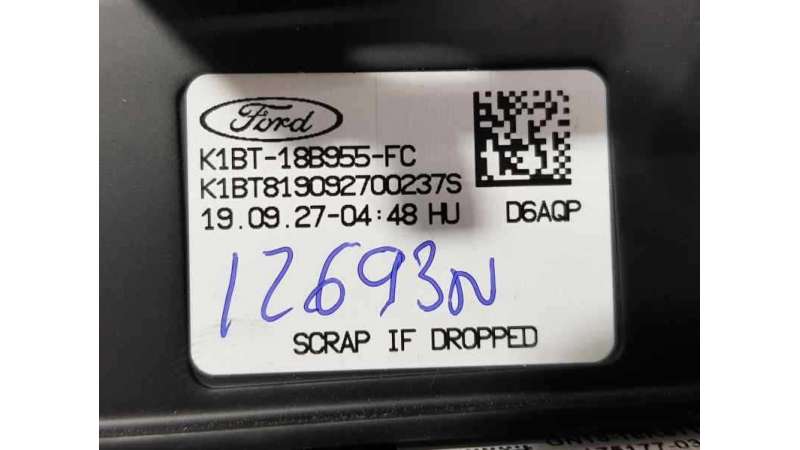 Ford
K1BT-18B955-FC
K1BT819092700237S
19.09.27-04:48 HU D6AQP
12693N
SCRAP IF DROPPED